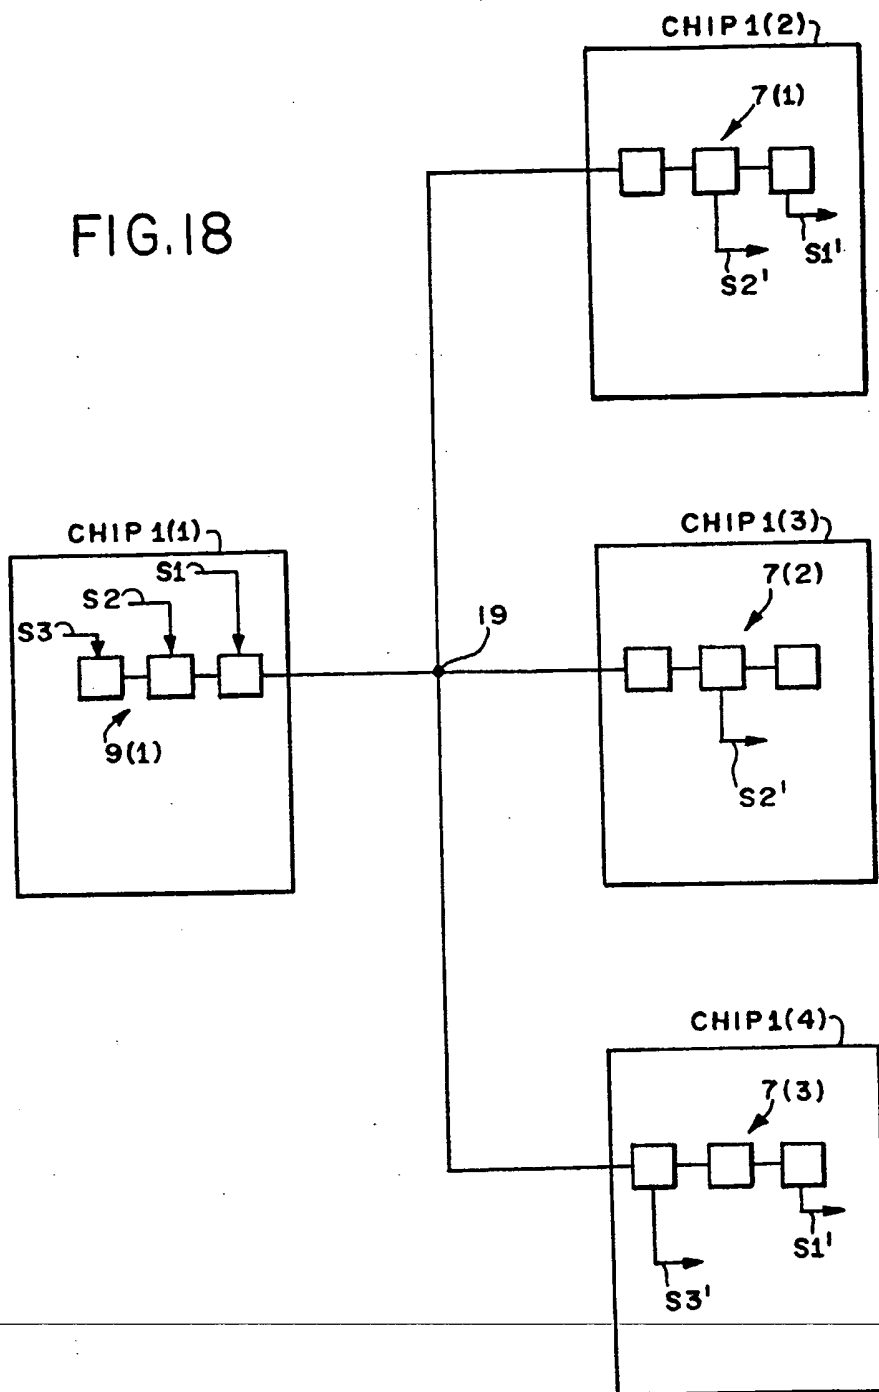 CHIP 1(2)
7(1)
FIG.18
S1'
S2'
CHIP 1(1)
CHIP 1(3)
S1
7(2)
S2
S3
19
9(1)
S2'
CHIP 1(4)
7(3)
S1'
S3'